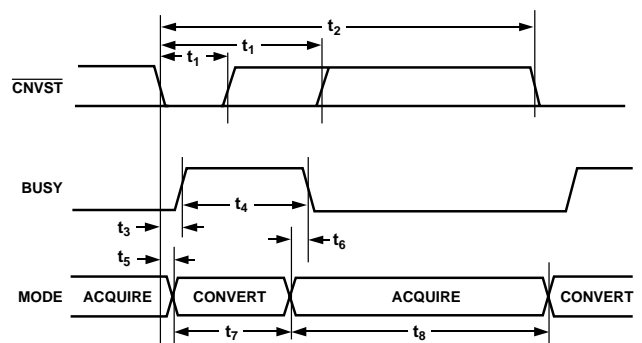 t2
t1
t1
CNVST
BUSY
t4
t3
t6
t5
MODE ACQUIRE CONVERT ACQUIRE CONVERT
t7 t8